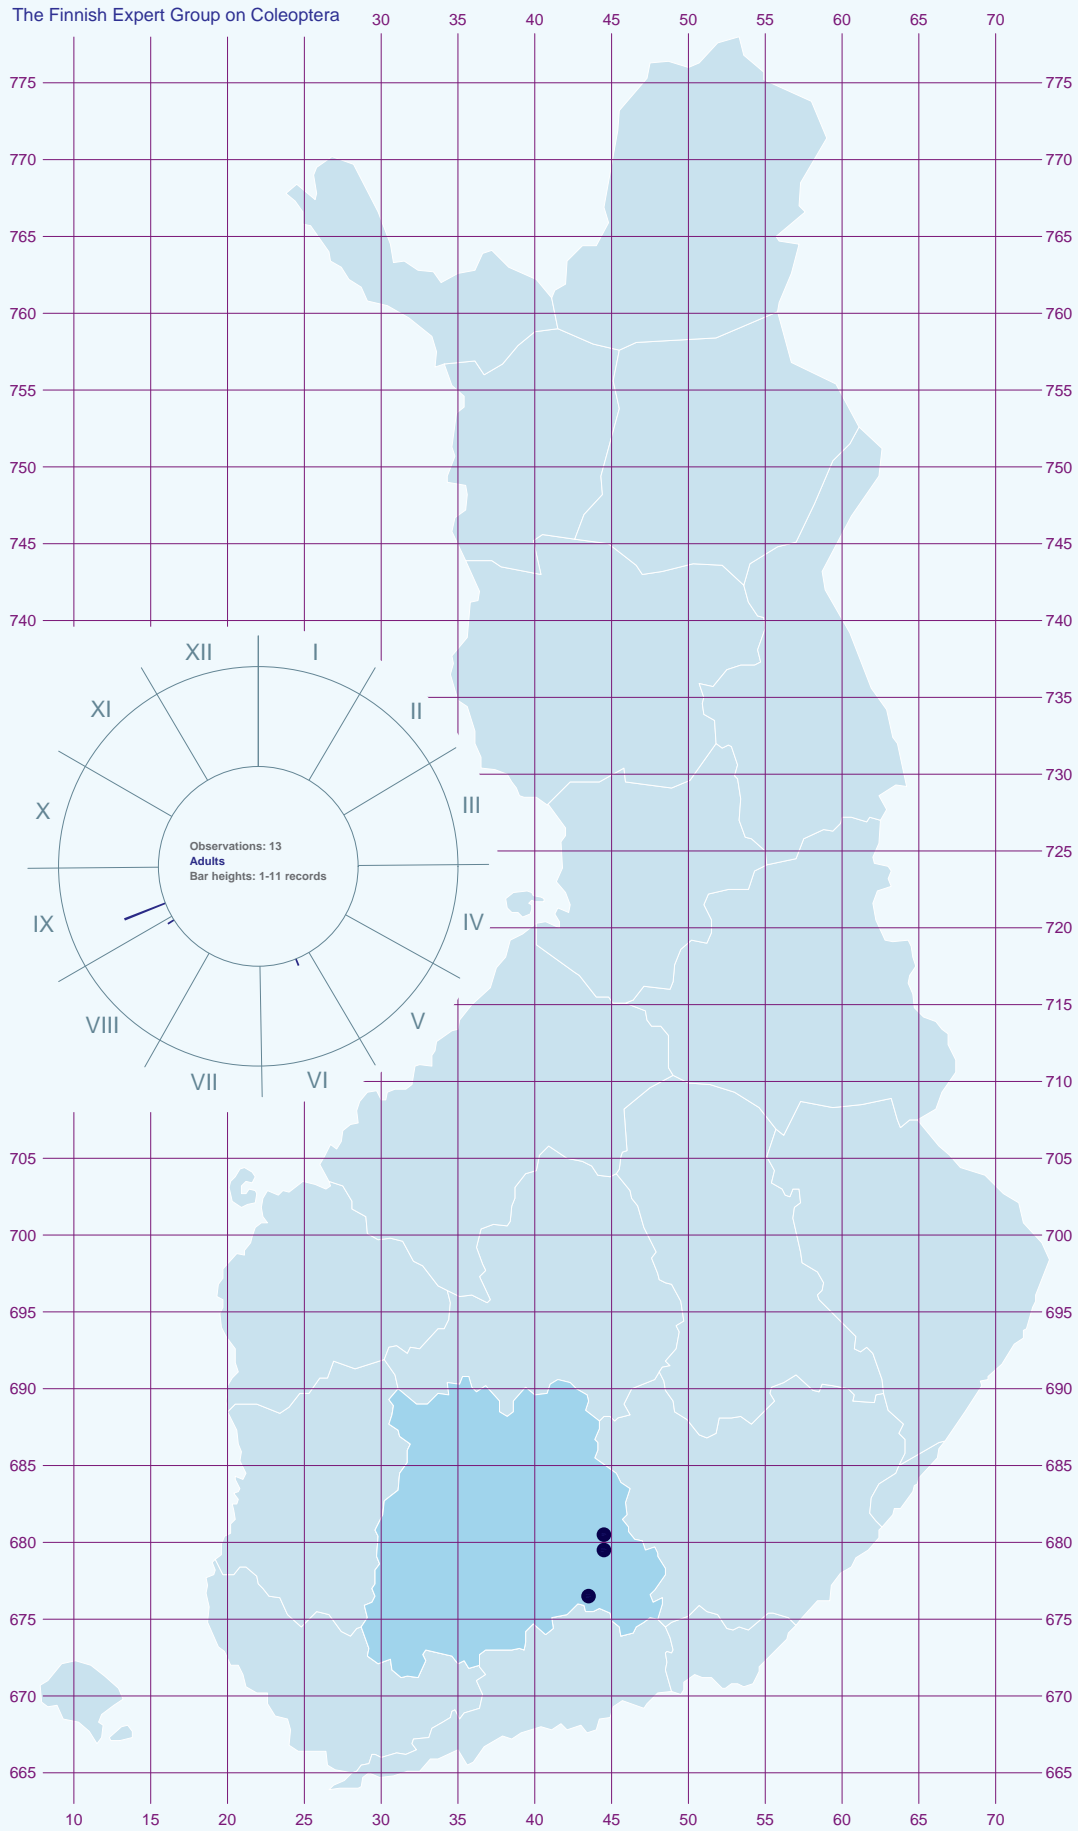 The Finnish Expert Group on Coleoptera
30 45 35 40 45 50 55 60 65 70
775 775
770 770
765 765
760 760
755 755
750 750
745 745
740 740
XII I
XI II
735
730
X III
Observations: 13
Adults
Bar heights: 1-11 records
725
IX IV
720
VIII V
715
VII VI
710
705 705
700 700
695 695
690 690
685 685
680 680
675 675
670 670
665 665
10 15 20 25 30 35 40 45 50 55 60 65 70